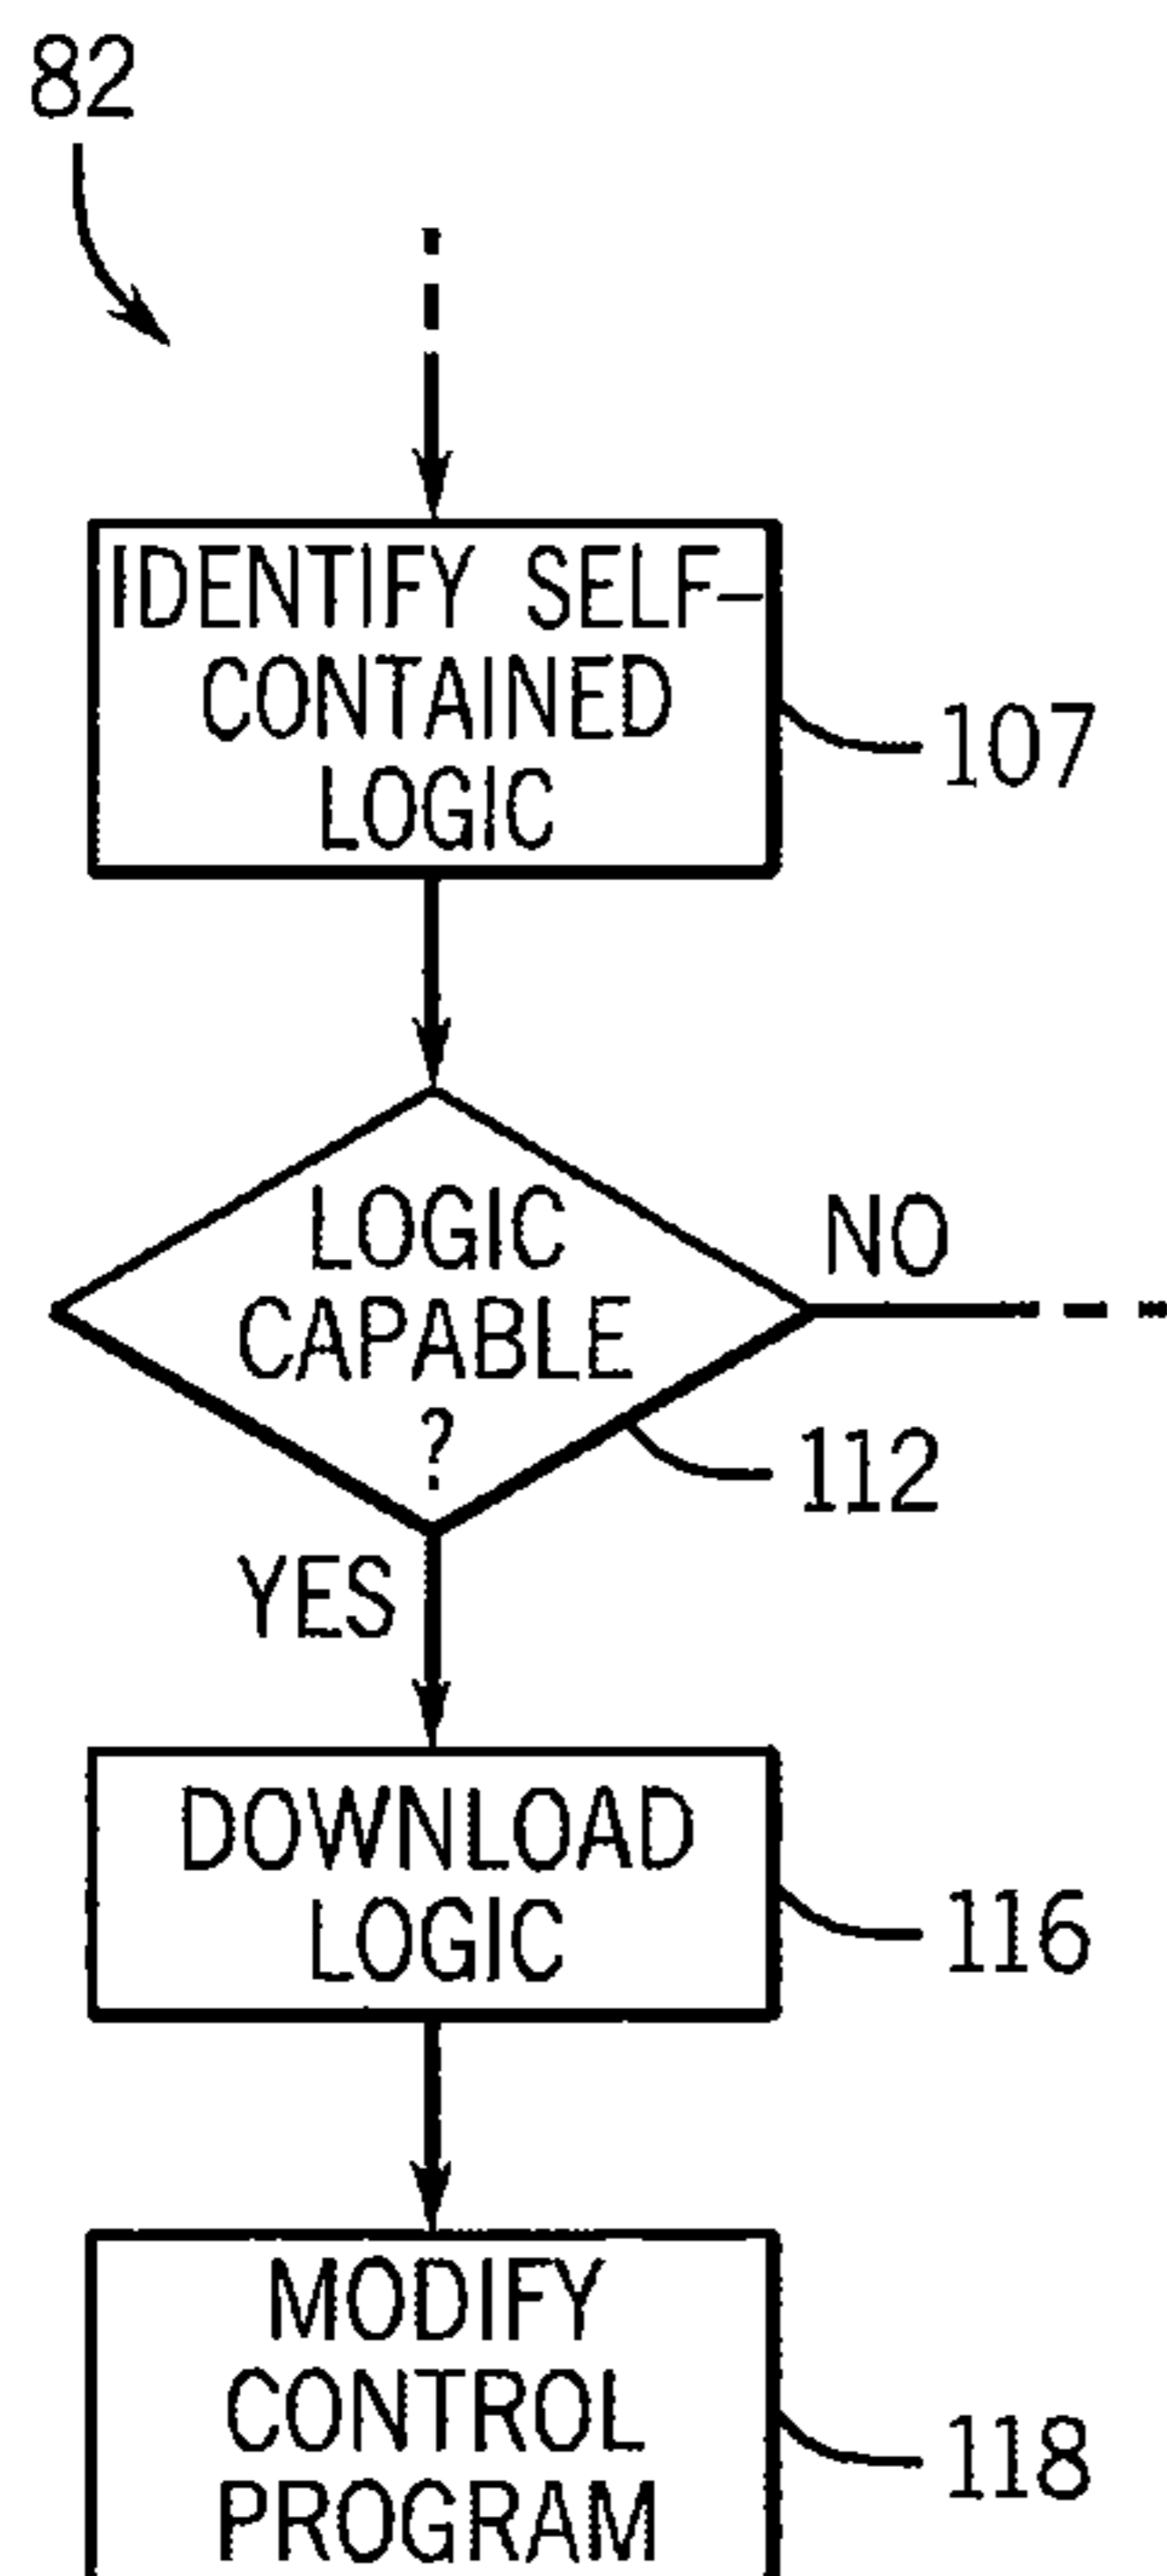 82
IDENTIFY SELF-
CONTAINED
LOGIC
107
LOGIC
CAPABLE
?
NO
112
YES
DOWNLOAD
LOGIC
116
MODIFY
CONTROL
PROGRAM
118